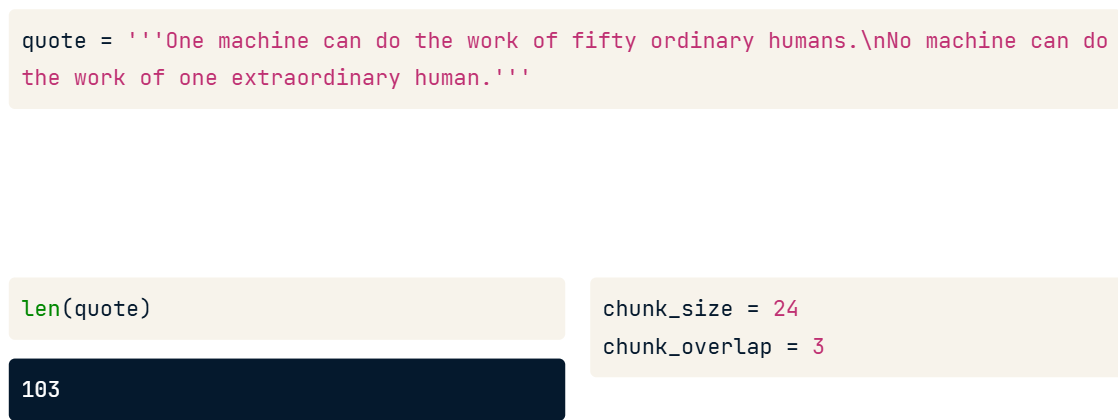 quote = '''One machine can do the work of fifty ordinary humans.\nNo machine can do
the work of one extraordinary human.'''
len(quote)
103
chunk_size = 24
chunk_overlap = 3